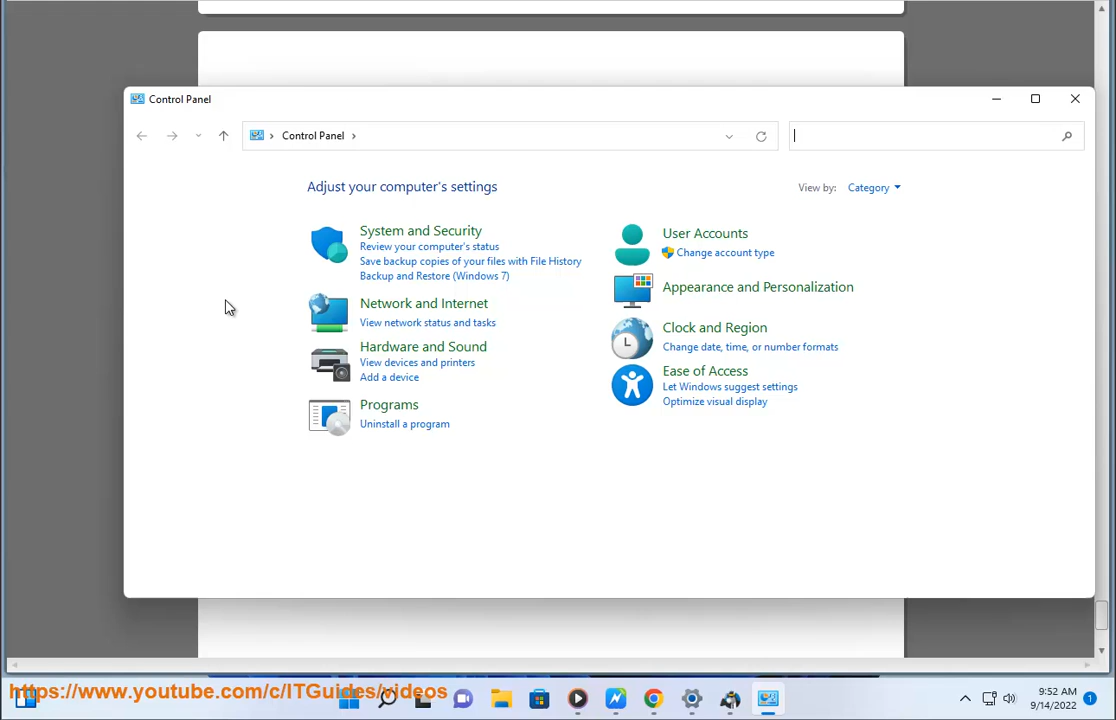 Control Panel
Control Panel
Adjust your computer's settings
View by: Category
System and Security
Review your computer's status
Save backup copies of your files with File History
Backup and Restore (Windows 7)
Network and Internet
View network status and tasks
Hardware and Sound
View devices and printers
Add a device
Programs
Uninstall a program
User Accounts
Change account type
Appearance and Personalization
Clock and Region
Change date, time, or number formats
Ease of Access
Let Windows suggest settings
Optimize visual display
https://www.youtube.com/c/ITGuides/videos
9:52 AM
9/14/2022
1